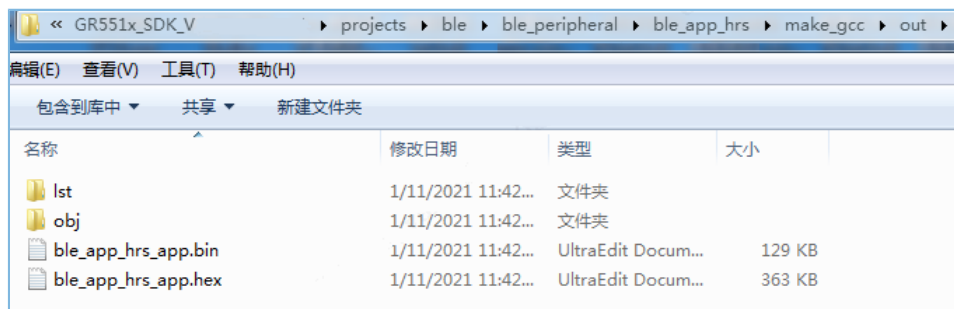 « GR551x_SDK_V ▸ projects ▸ ble ▸ ble_peripheral ▸ ble_app_hrs ▸ make_gcc ▸ out ▸
编辑(E) 查看(V) 工具(T) 帮助(H)
包含到库中 ▼ 共享 ▼ 新建文件夹
名称 修改日期 类型 大小
lst 1/11/2021 11:42... 文件夹
obj 1/11/2021 11:42... 文件夹
ble_app_hrs_app.bin 1/11/2021 11:42... UltraEdit Docum... 129 KB
ble_app_hrs_app.hex 1/11/2021 11:42... UltraEdit Docum... 363 KB